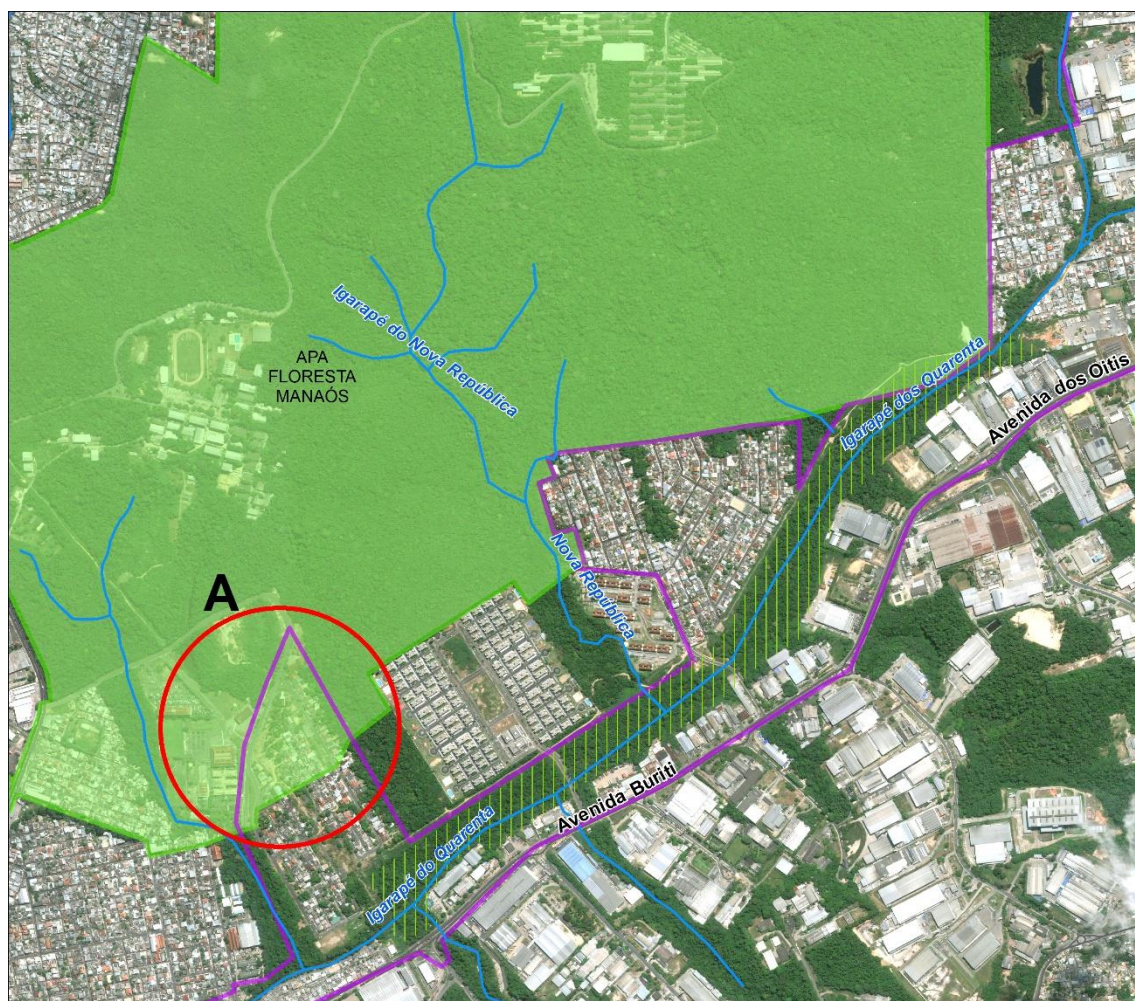 Igarapé do Nova República
APA
FLORESTA
MANAÓS
Igarapé dos Quarenta
Avenida dos Oitis
Nova República
A
Avenida Buriti
Igarapé do Quarenta